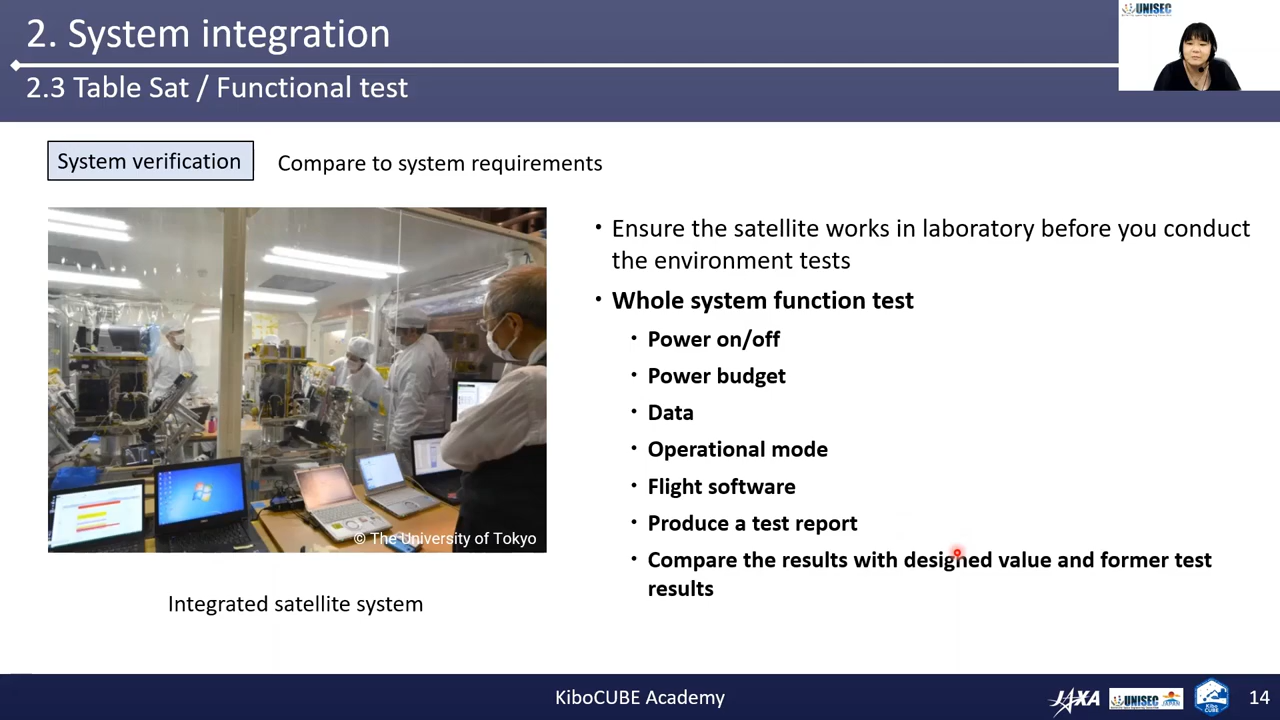 2. System integration
2.3 Table Sat / Functional test
UNISEC
System verification
Compare to system requirements
© The University of Tokyo
Integrated satellite system
• Ensure the satellite works in laboratory before you conduct
the environment tests
• Whole system function test
• Power on/off
• Power budget
• Data
• Operational mode
• Flight software
• Produce a test report
• Compare the results with designed value and former test
results
KiboCUBE Academy
JAXA
UNISEC
JAPAN
Kibo
CUBE
14